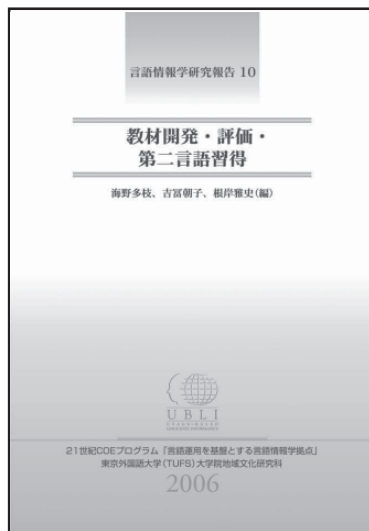 言語情報学研究報告 10
教材開発・評価・
第二言語習得
海野多枝、吉冨朝子、根岸雅史(編)
UBLI
21世紀COEプログラム「言語運用を基盤とする言語情報学拠点」
東京外国語大学(TUFS)大学院地域文化研究科
2006